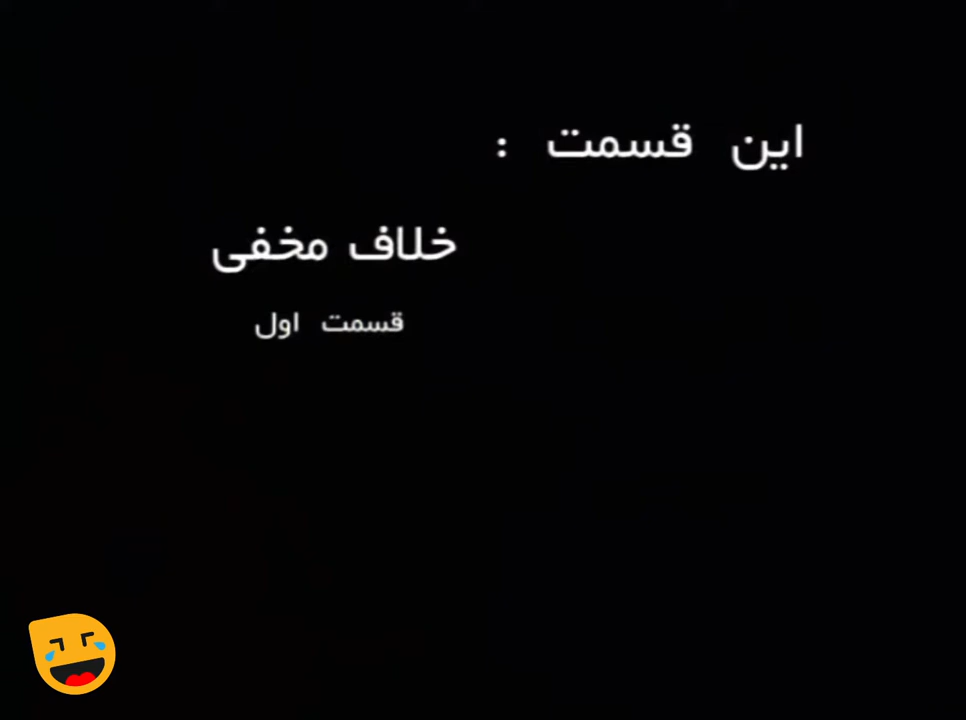 این قسمت :
خلاف مخفی
قسمت اول